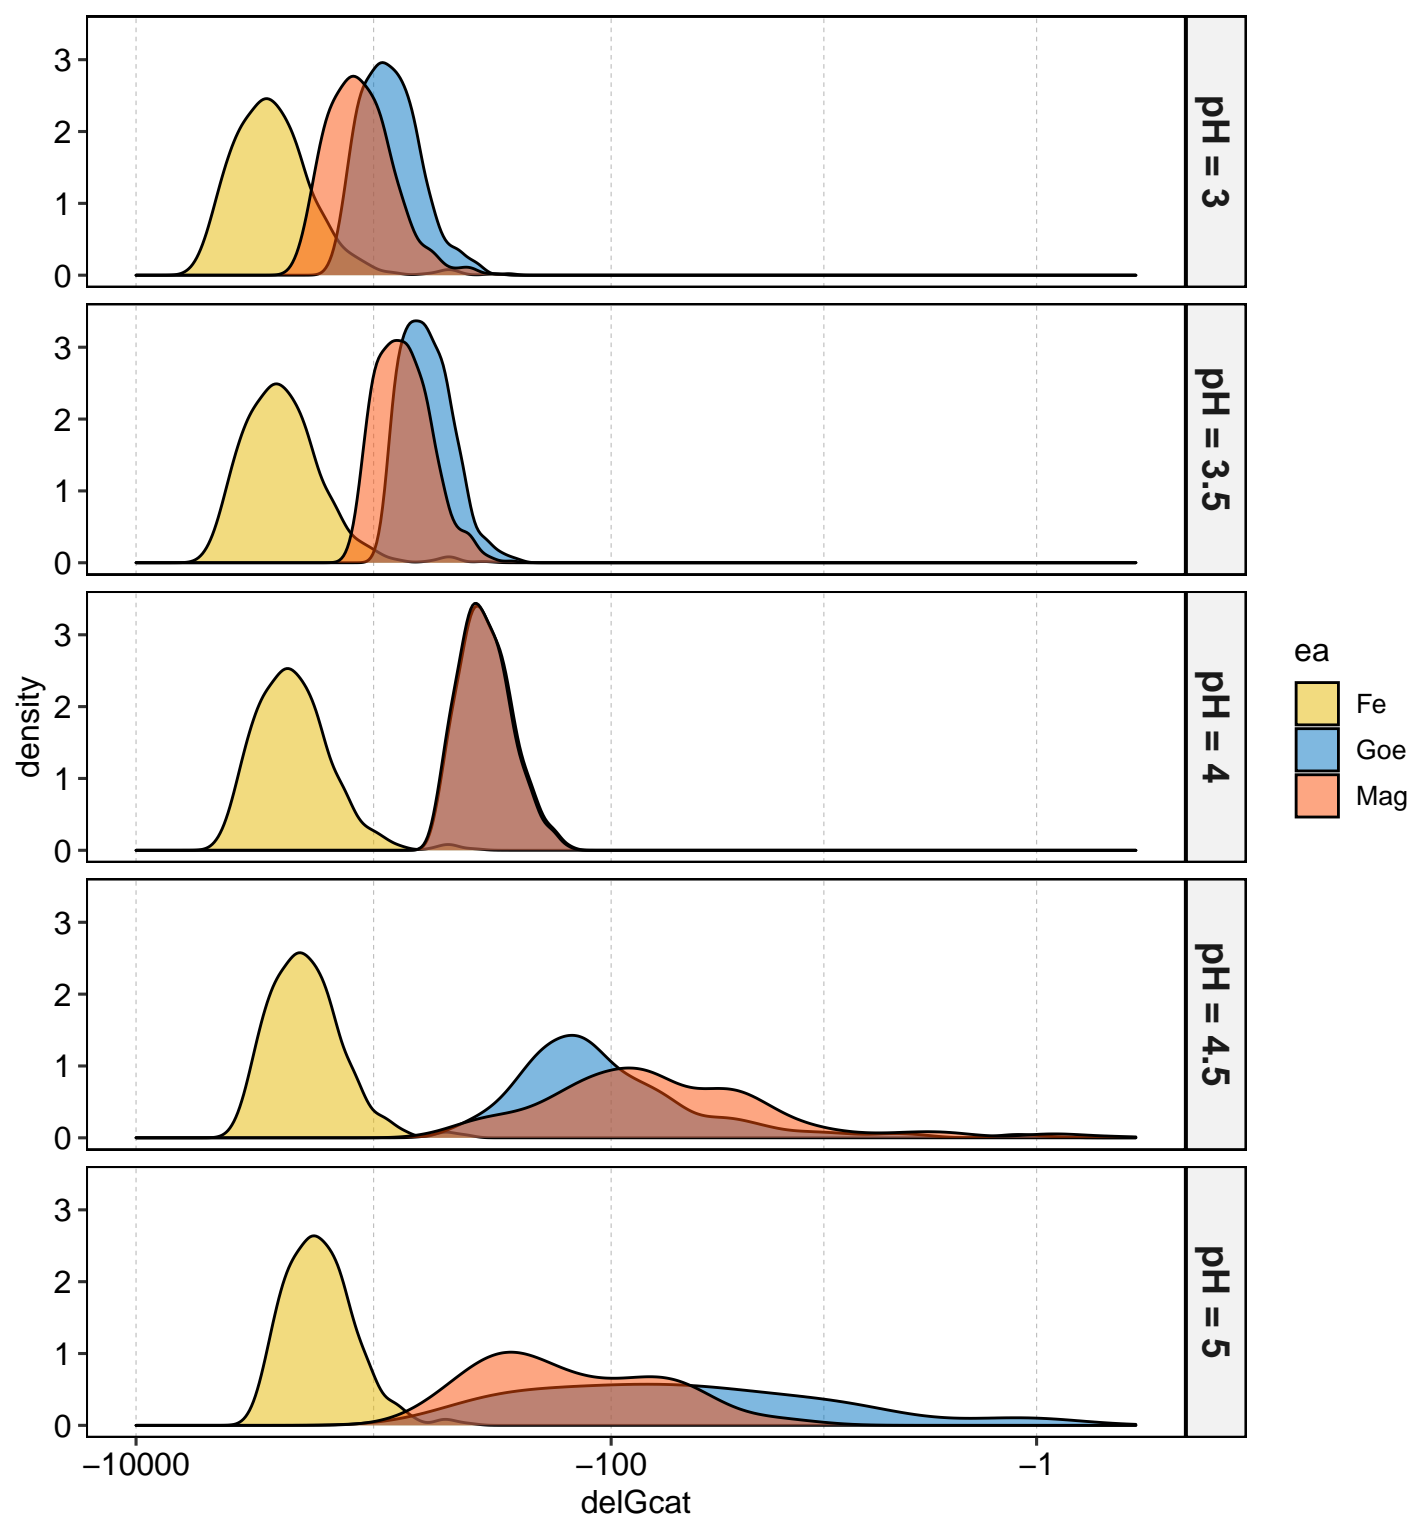 3
2
1
0
pH = 3
3
2
1
0
pH = 3.5
3
2
1
0
pH = 4
density
ea
Fe
Goe
Mag
3
2
1
0
pH = 4.5
3
2
1
0
pH = 5
−10000 −100 −1
delGcat